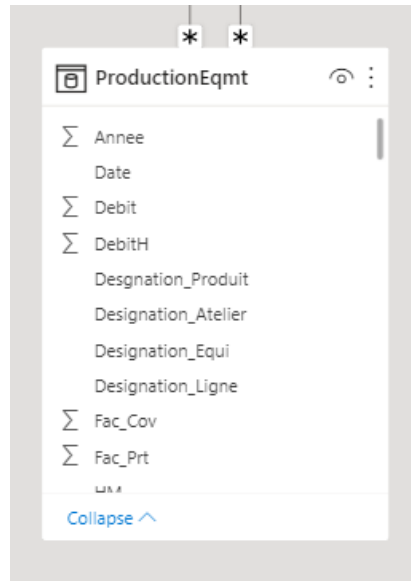 * *
ProductionEqmt
Annee
Date
Debit
DebitH
Desgnation_Produit
Designation_Atelier
Designation_Equi
Designation_Ligne
Fac_Cov
Fac_Prt
Collapse